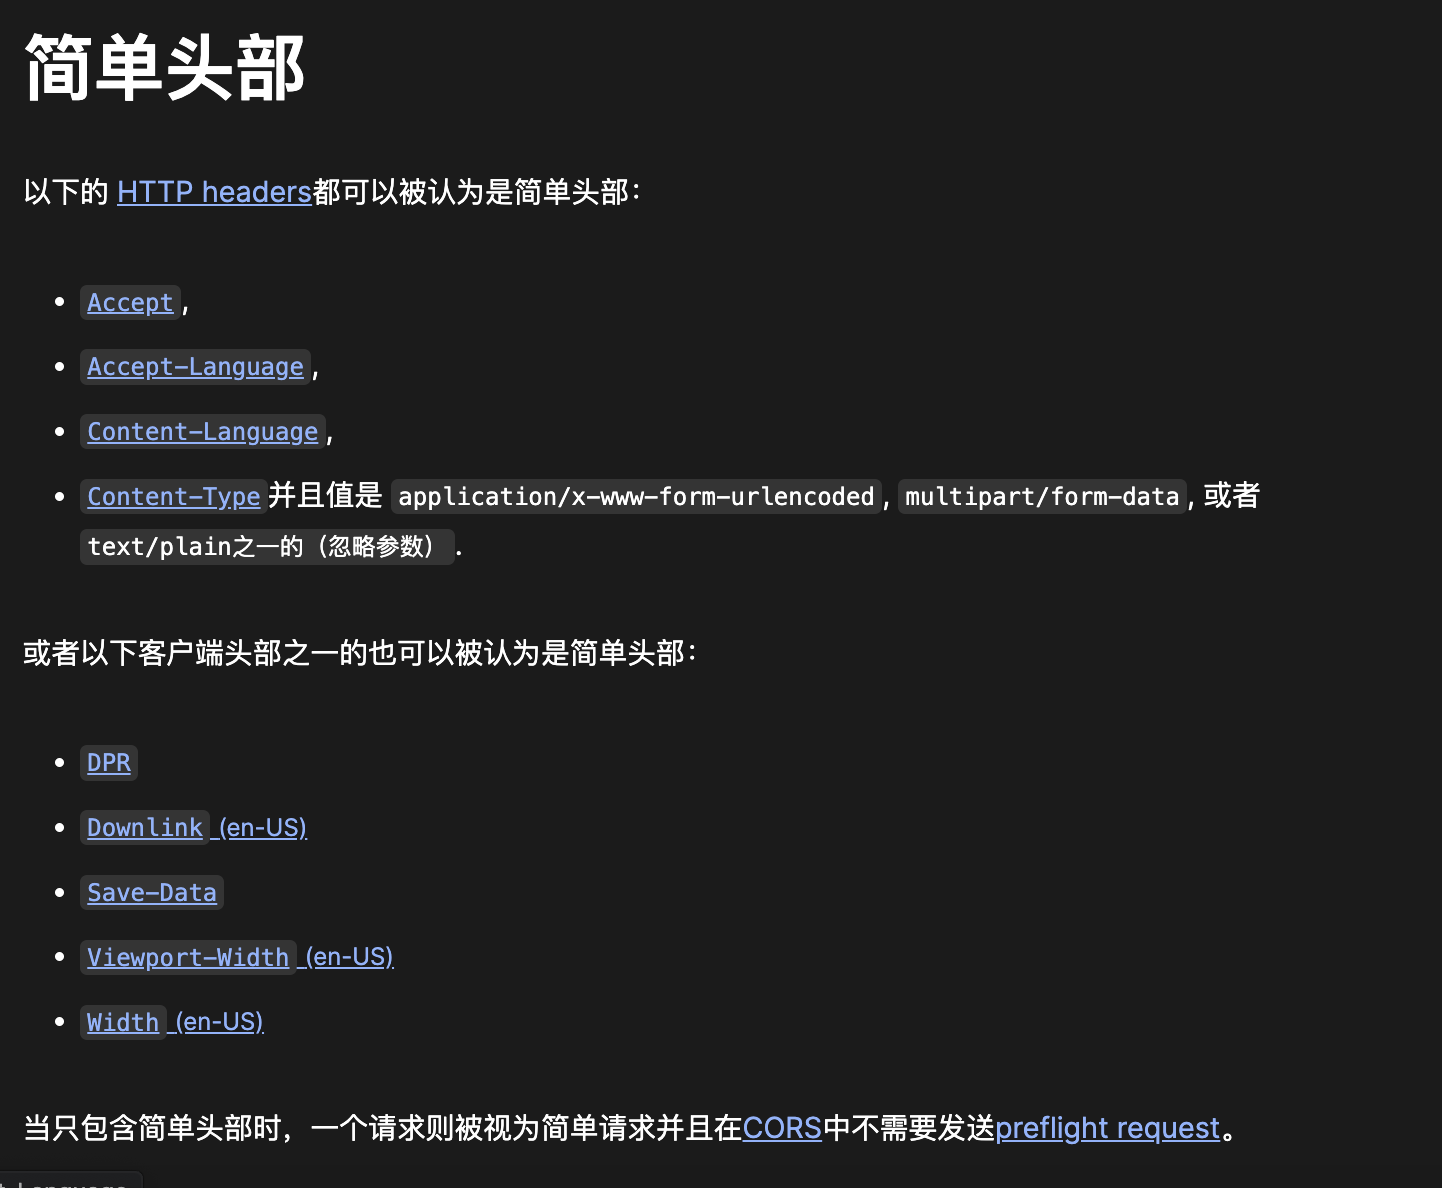 简单头部
以下的 HTTP headers都可以被认为是简单头部：
Accept,
Accept-Language,
Content-Language,
Content-Type并且值是 application/x-www-form-urlencoded, multipart/form-data, 或者
text/plain之一的（忽略参数）.
或者以下客户端头部之一的也可以被认为是简单头部：
DPR
Downlink (en-US)
Save-Data
Viewport-Width (en-US)
Width (en-US)
当只包含简单头部时，一个请求则被视为简单请求并且在CORS中不需要发送preflight request。